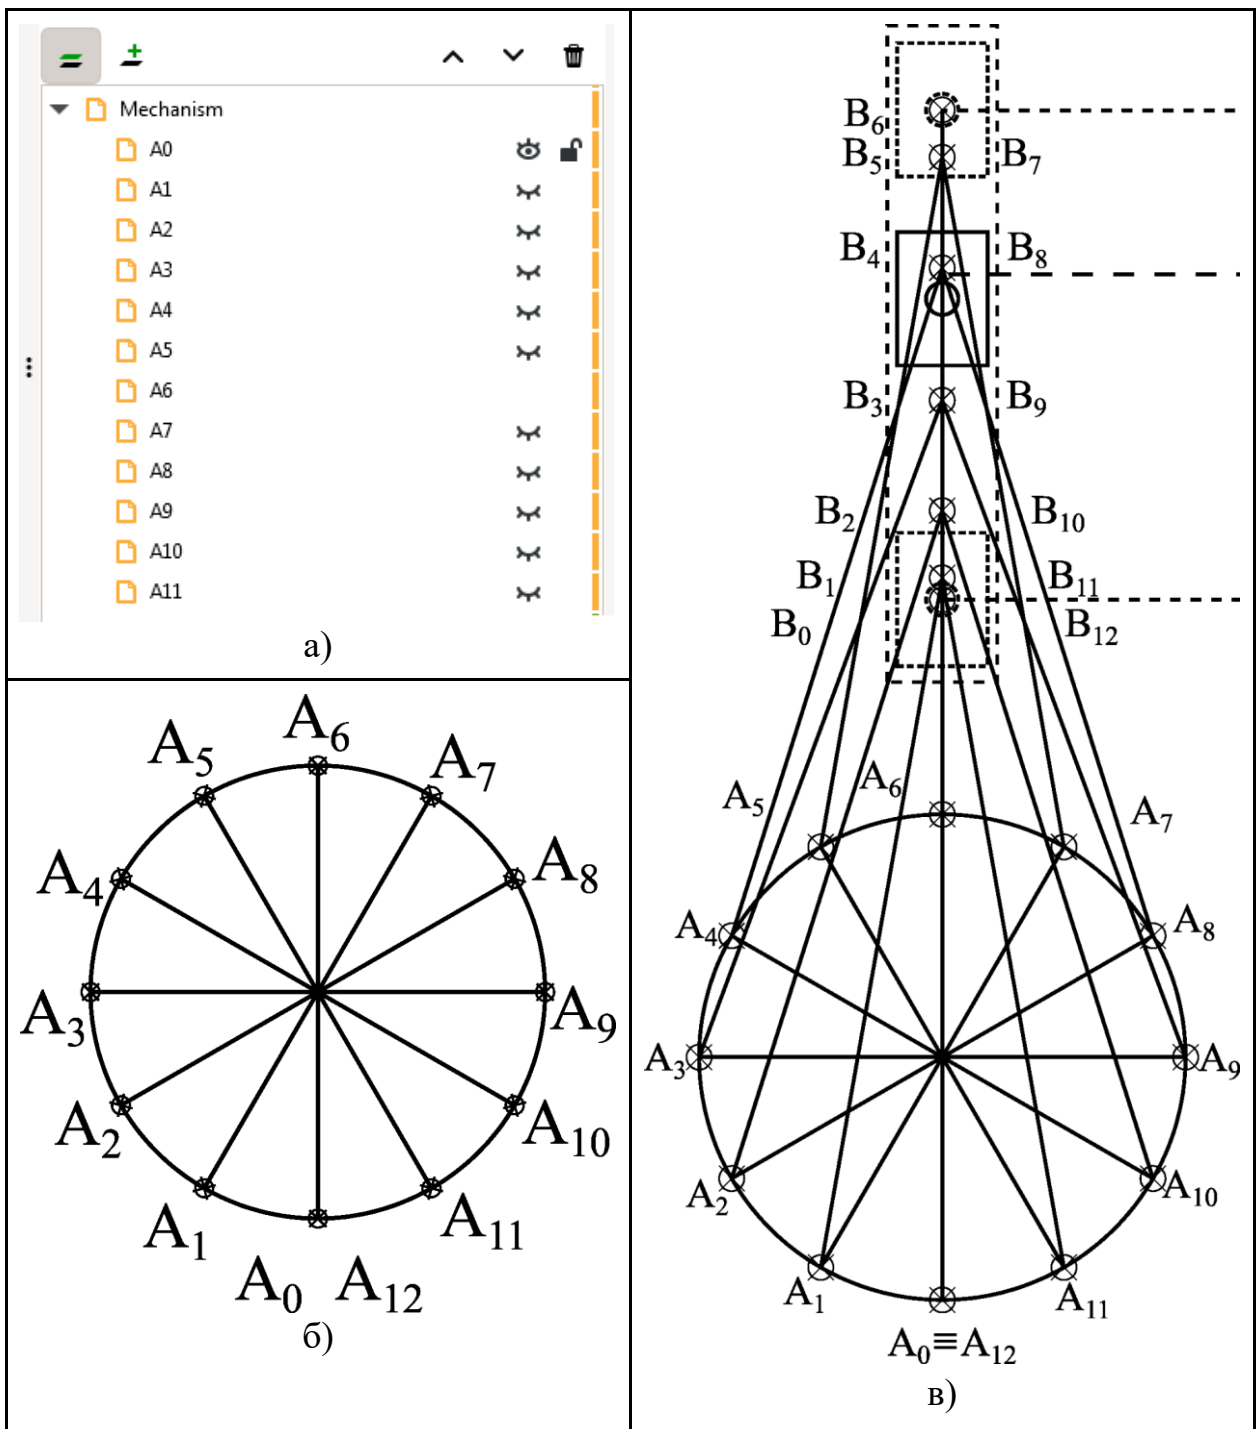 Mechanism
A0
A1
A2
A3
A4
A5
A6
A7
A8
A9
A10
A11
а)
A₆
A₅ A₇
A₄ A₈
A₃ A₉
A₂ A₁₀
A₁ A₁₁
A₀ A₁₂
б)
B₆
B₅ B₇
B₄ B₈
B₃ B₉
B₂ B₁₀
B₁ B₁₁
B₀ B₁₂
A₆
A₅ A₇
A₄ A₈
A₃ A₉
A₂ A₁₀
A₁ A₁₁
A₀≡A₁₂
в)